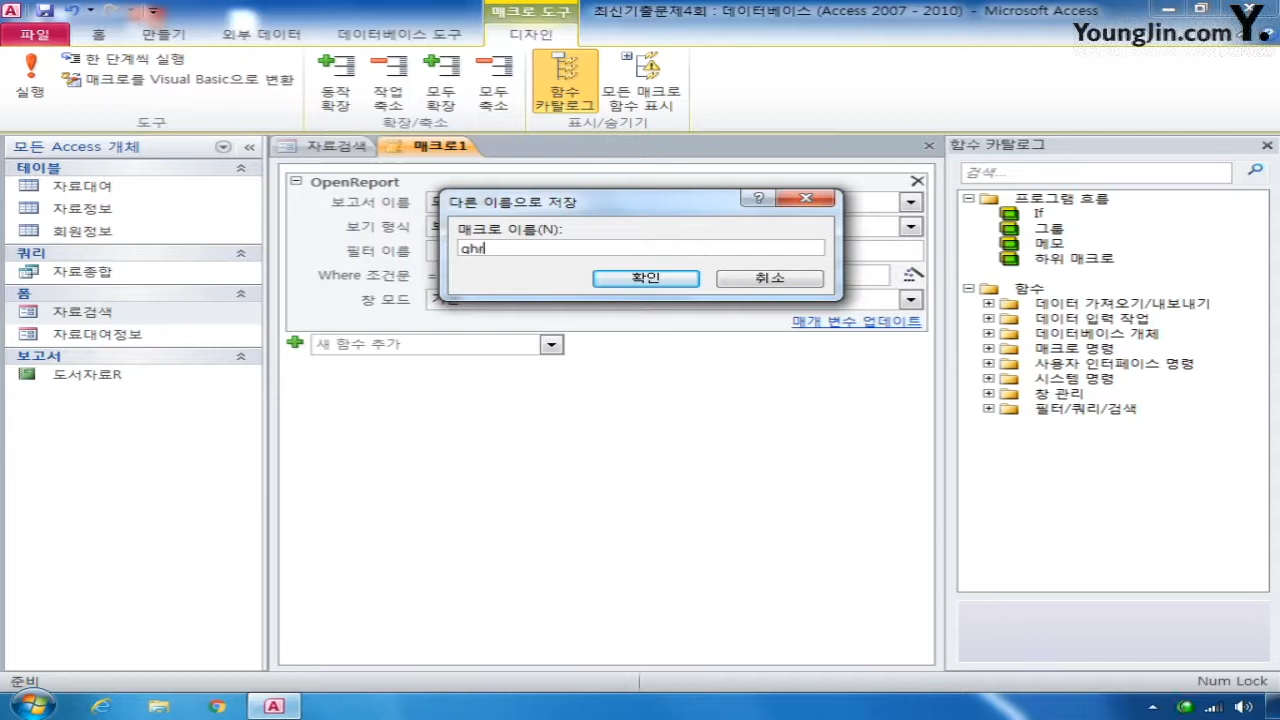 매크로 도구
최신기출문제4회 : 데이터베이스 (Access 2007 - 2010) - Microsoft Access
파일 홈 만들기 외부 데이터 데이터베이스 도구 디자인
YoungJin.com Y.
실행
한 단계씩 실행
매크로를 Visual Basic으로 변환
도구
동작 확장
작업 축소
모두 확장
모두 축소
확장/축소
함수 카탈로그
모든 매크로 함수 표시
표시/숨기기
모든 Access 개체
테이블
자료대여
자료정보
회원정보
쿼리
자료종합
폼
자료검색
자료대여정보
보고서
도서자료R
자료검색
매크로1
OpenReport
보고서 이름
보기 형식
필터 이름
Where 조건문 =
창 모드
매개 변수 업데이트
새 함수 추가
다른 이름으로 저장
매크로 이름(N):
qhr
확인
취소
함수 카탈로그
검색...
프로그램 흐름
If
그룹
메모
하위 매크로
함수
데이터 가져오기/내보내기
데이터 입력 작업
데이터베이스 개체
매크로 명령
사용자 인터페이스 명령
시스템 명령
창 관리
필터/쿼리/검색
준비
Num Lock